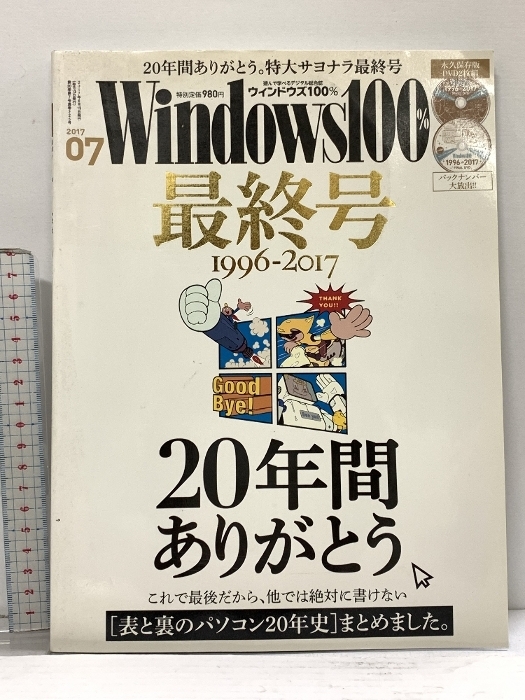 20年間ありがとう。特大サヨナラ最終号
遊んで学べるデジタル総合誌
特別定価980円
ウインドウズ100%
永久保存版
DVD2枚組
2017
07
Windows100%
1996-2017
1996-2017
バックナンバー
大放出!!
最終号
1996-2017
THANK
YOU!!
Good
Bye!
20年間
ありがとう
これで最後だから、他では絶対に書けない
[表と裏のパソコン20年史]まとめました。